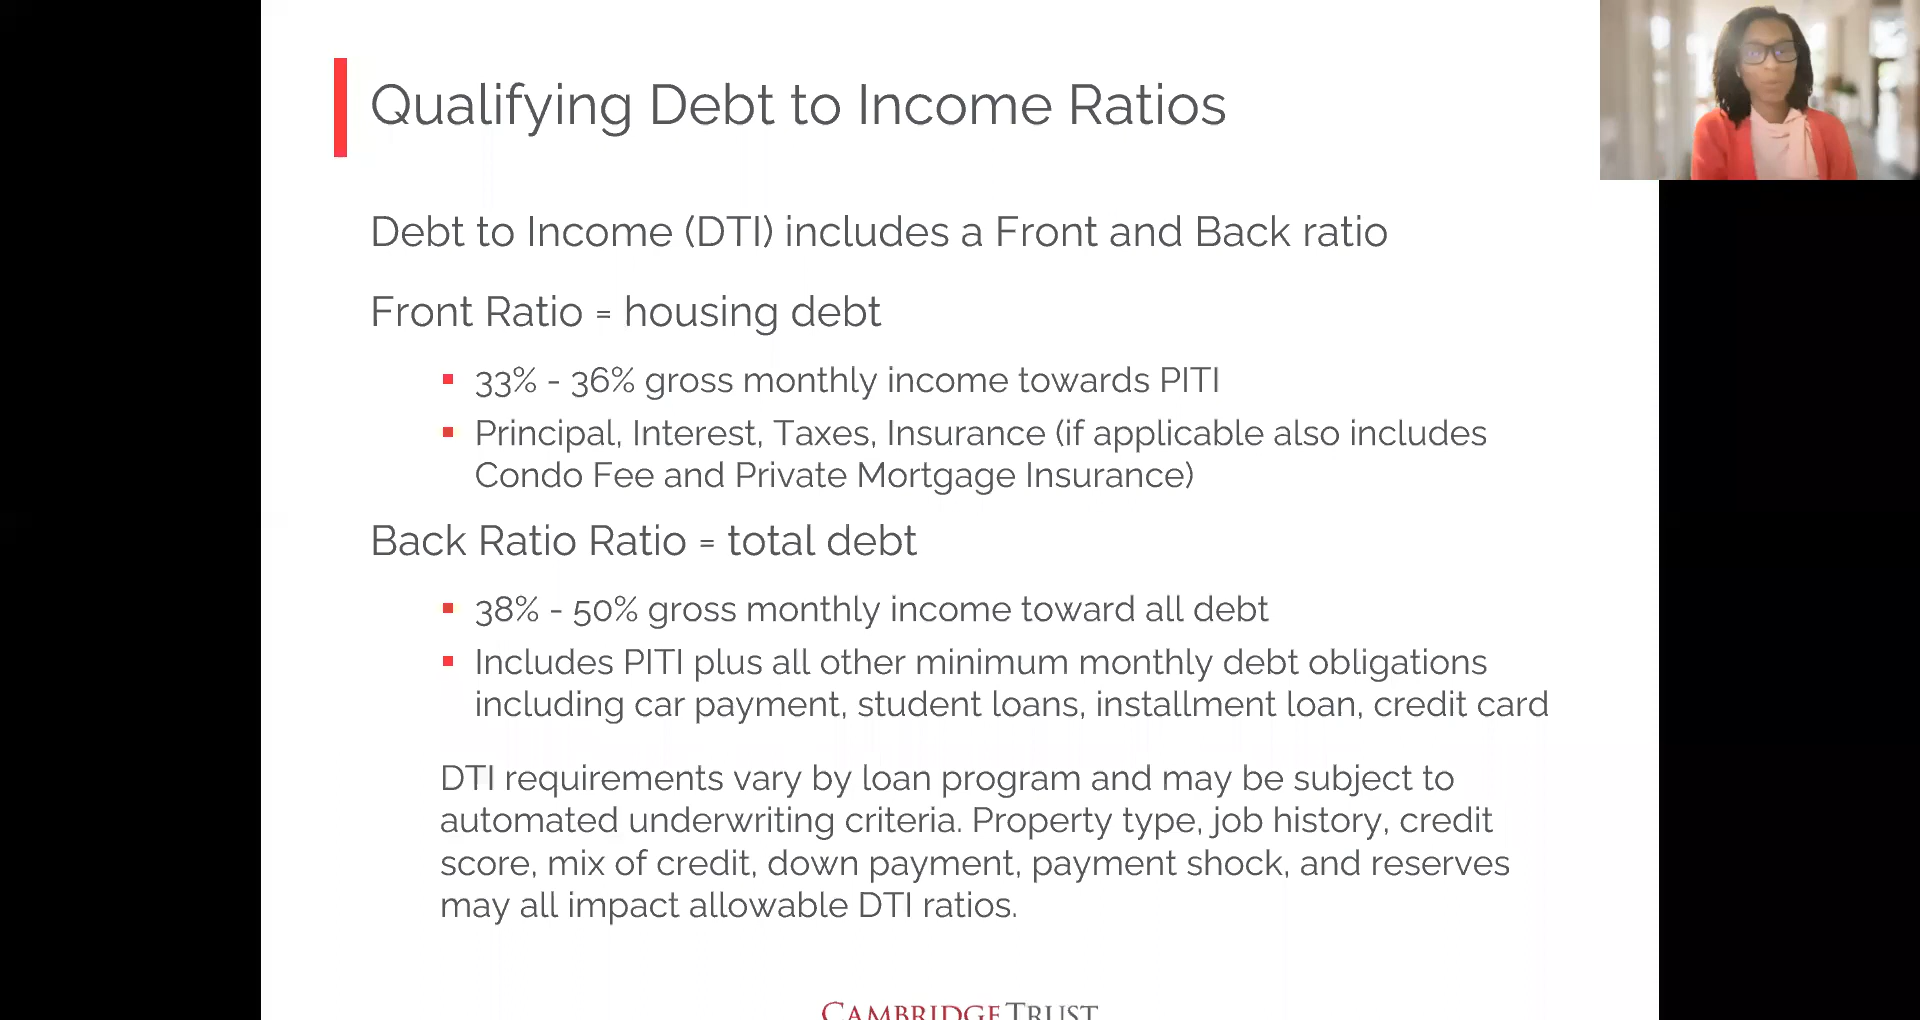 Qualifying Debt to Income Ratios
Debt to Income (DTI) includes a Front and Back ratio
Front Ratio = housing debt
▪ 33% - 36% gross monthly income towards PITI
▪ Principal, Interest, Taxes, Insurance (if applicable also includes
Condo Fee and Private Mortgage Insurance)
Back Ratio Ratio = total debt
▪ 38% - 50% gross monthly income toward all debt
▪ Includes PITI plus all other minimum monthly debt obligations
including car payment, student loans, installment loan, credit card
DTI requirements vary by loan program and may be subject to
automated underwriting criteria. Property type, job history, credit
score, mix of credit, down payment, payment shock, and reserves
may all impact allowable DTI ratios.
CAMBRIDGE TRUST